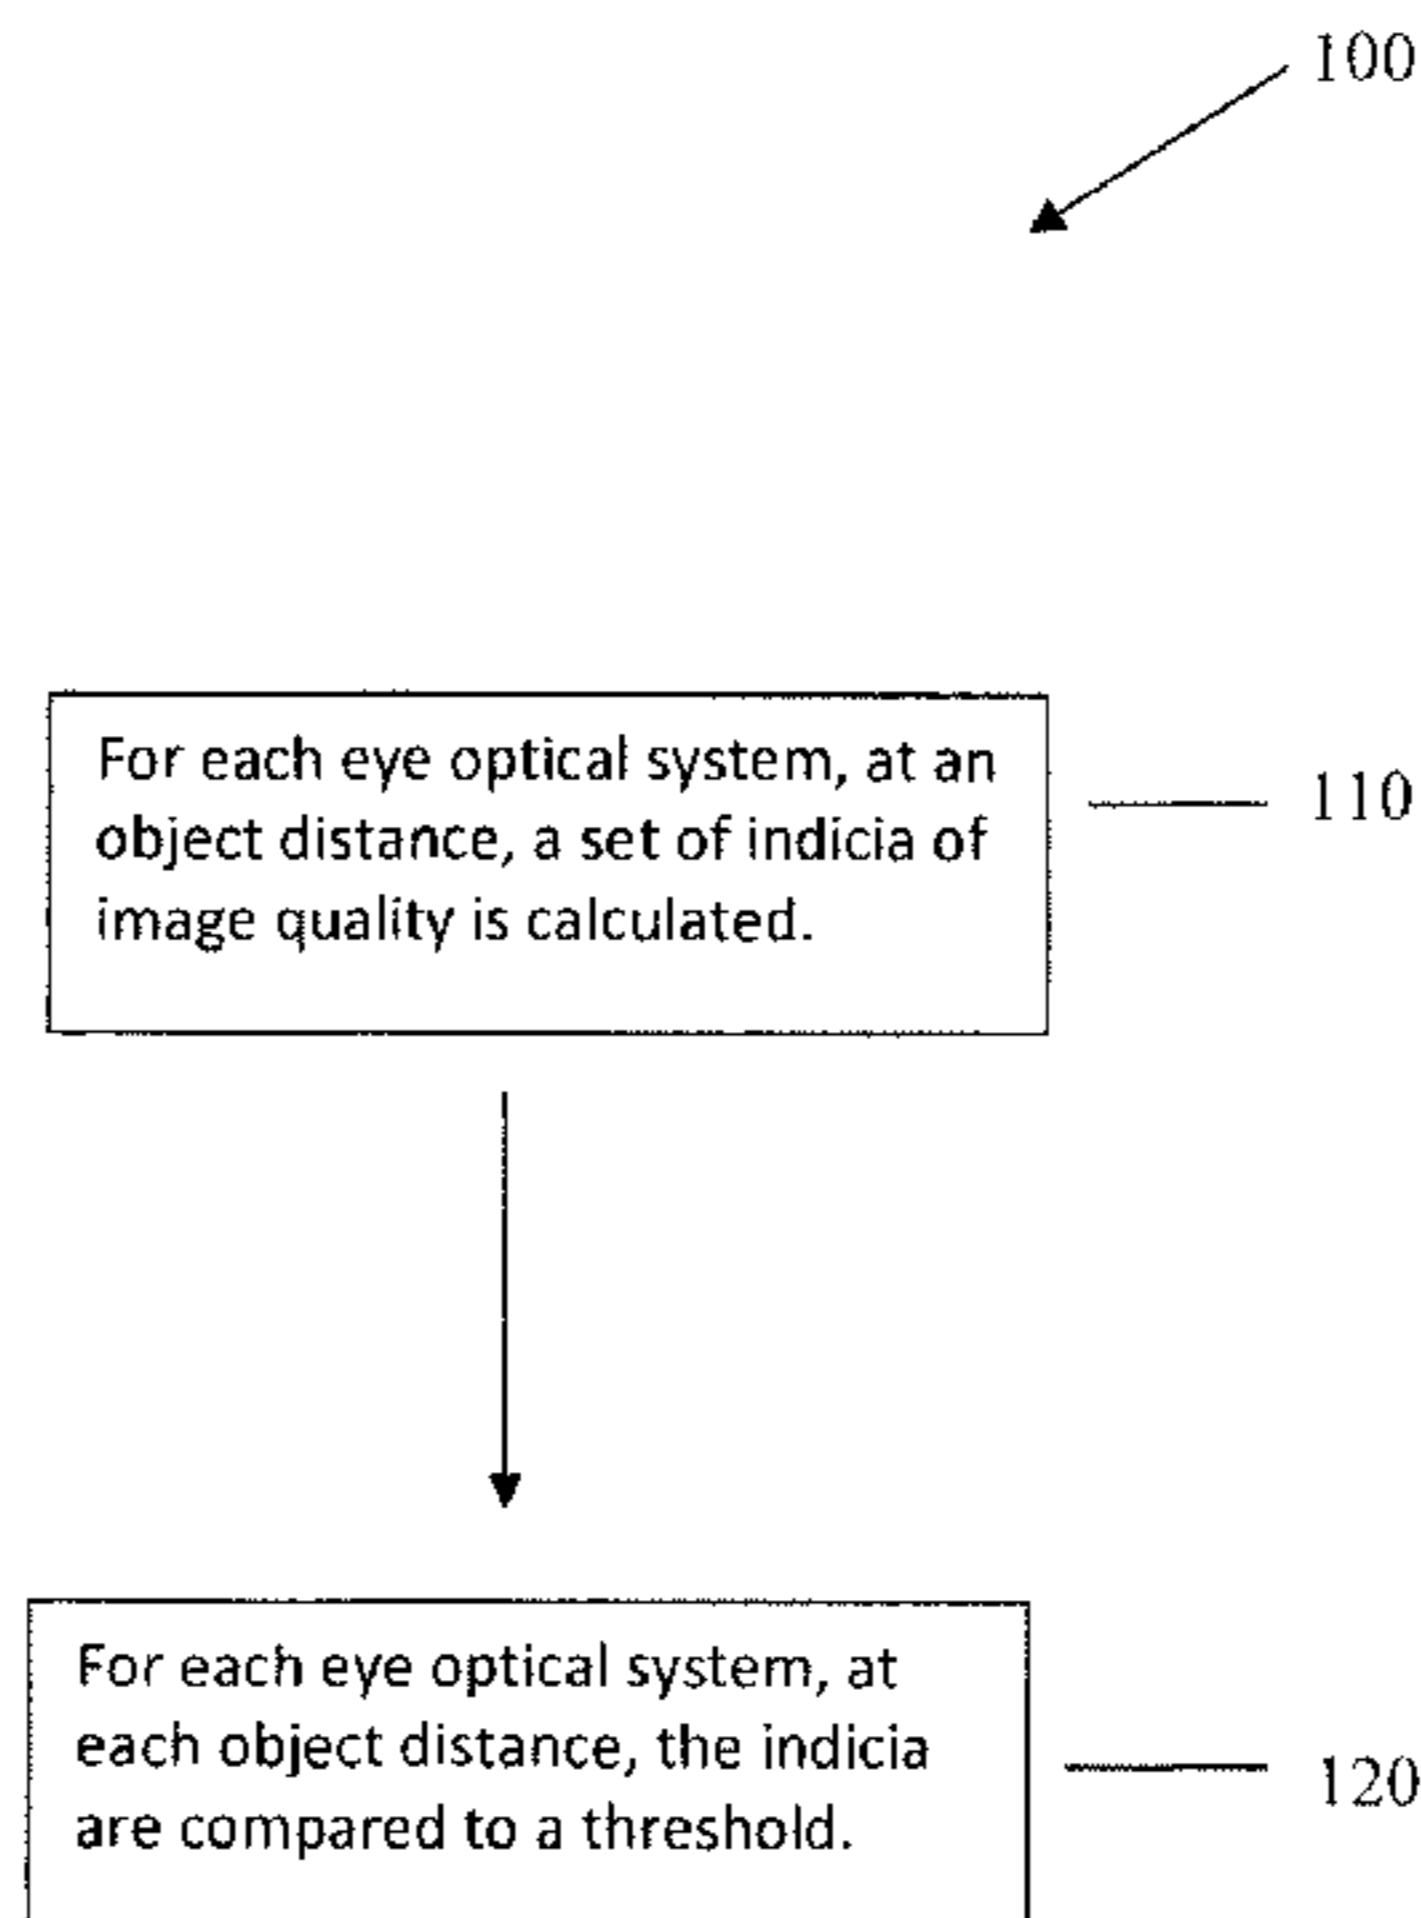 100
For each eye optical system, at an
object distance, a set of indicia of
image quality is calculated.
110
For each eye optical system, at
each object distance, the indicia
are compared to a threshold.
120